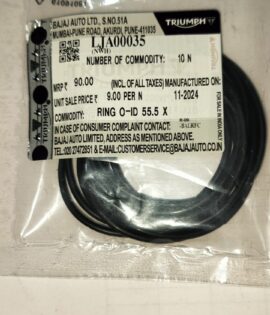 BAJAJ AUTO LTD., S.NO.51A
MUMBAI-PUNE ROAD, AKURDI, PUNE-411035
TRIUMPH
LJA00035
(NWH)
NUMBER OF COMMODITY: 10 N
MRP ₹ 90.00 (INCL.OF ALL TAXES) MANUFACTURED ON:
UNIT SALE PRICE ₹ 9.00 PER N 11-2024
COMMODITY: RING O-ID 55.5 X
IN CASE OF CONSUMER COMPLAINT CONTACT:
BAJAJ AUTO LIMITED, ADDRESS AS MENTIONED ABOVE.
TEL.020 27472851 & E-MAIL:CUSTOMERSERVICE@BAJAJAUTO.CO.IN
FOR SALE IN INDIA ONLY